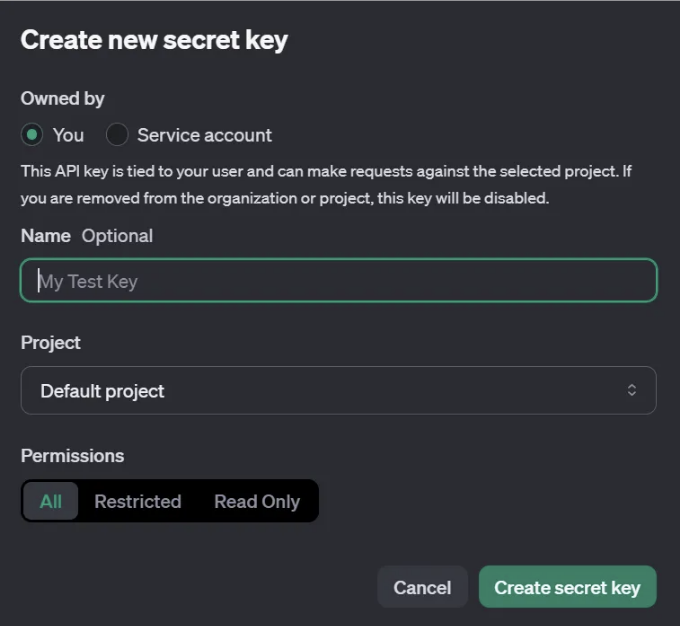 Create new secret key
Owned by
You Service account
This API key is tied to your user and can make requests against the selected project. If
you are removed from the organization or project, this key will be disabled.
Name Optional
My Test Key
Project
Default project
Permissions
All Restricted Read Only
Cancel Create secret key